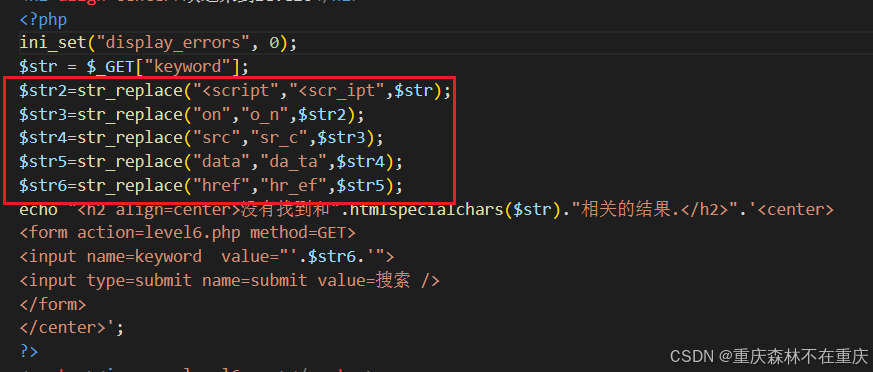 <?php
ini_set("display_errors", 0);
$str = $_GET["keyword"];
$str2=str_replace("<script","<scr_ipt",$str);
$str3=str_replace("on","o_n",$str2);
$str4=str_replace("src","sr_c",$str3);
$str5=str_replace("data","da_ta",$str4);
$str6=str_replace("href","hr_ef",$str5);
echo "<h2 align=center>没有找到和".htmlspecialchars($str)."相关的结果.</h2>".'<center>
<form action=level6.php method=GET>
<input name=keyword  value="'.$str6.'">
<input type=submit name=submit value=搜索 />
</form>
</center>';
?>
CSDN @重庆森林不在重庆